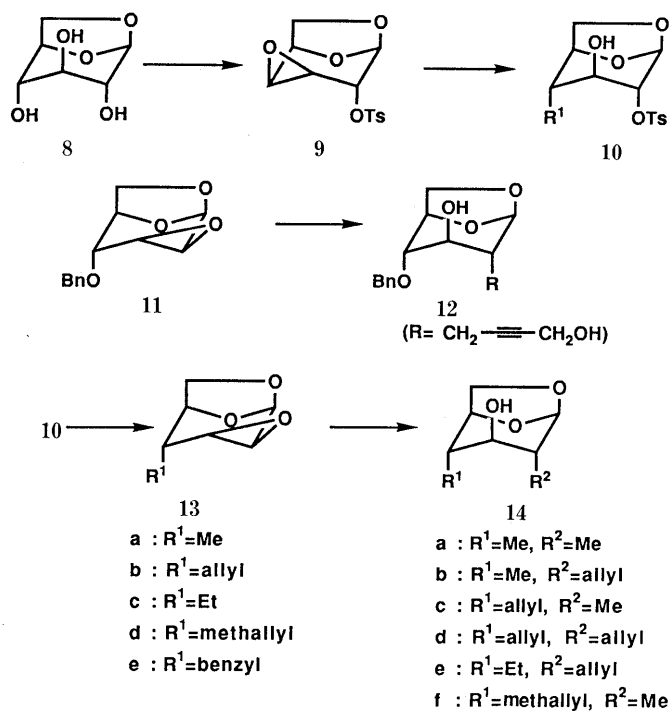 O
OH
O
OH
OH
8
O
O
O
OTs
9
O
OH
O
R¹
OTs
10
O
O
O
BnO
11
O
OH
O
BnO
R
12
(R= CH₂ CH₂OH)
10
O
O
O
R¹
13
a : R¹=Me
b : R¹=allyl
c : R¹=Et
d : R¹=methallyl
e : R¹=benzyl
O
OH
O
R¹
R²
14
a : R¹=Me, R²=Me
b : R¹=Me, R²=allyl
c : R¹=allyl, R²=Me
d : R¹=allyl, R²=allyl
e : R¹=Et, R²=allyl
f : R¹=methallyl, R²=Me